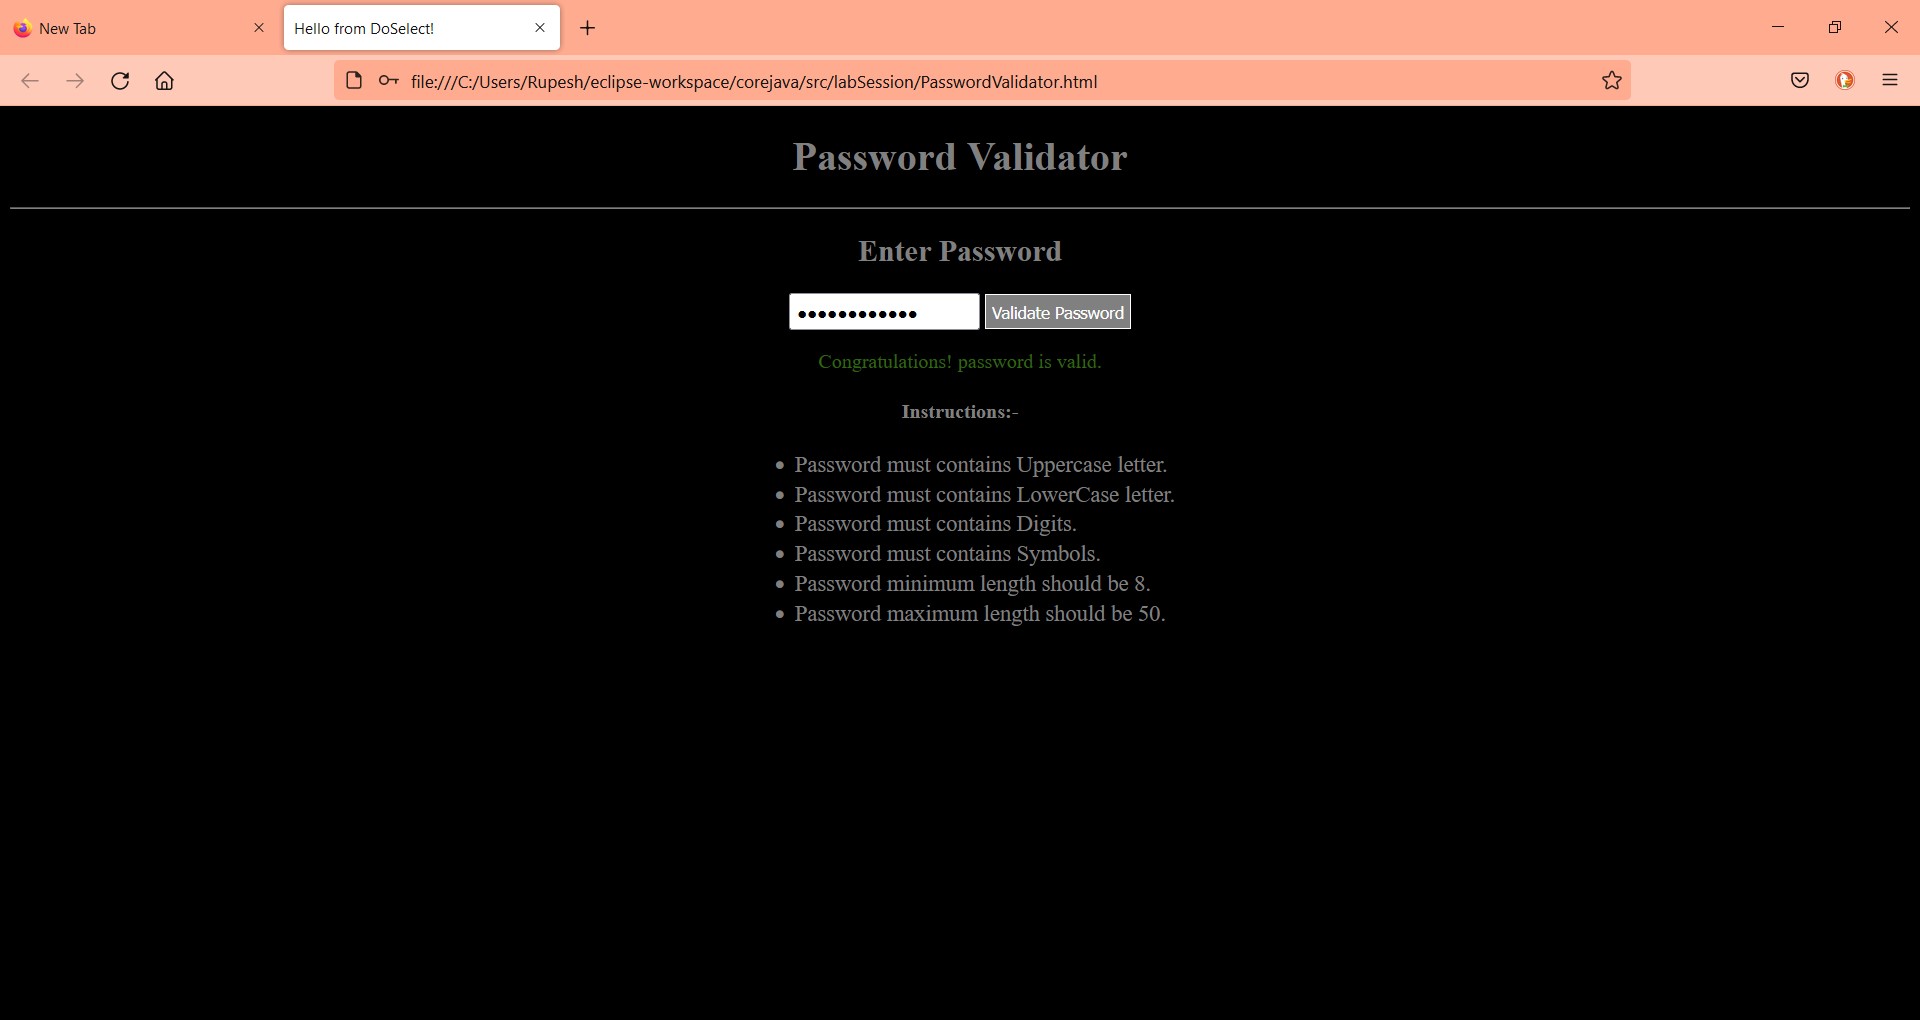 New Tab
Hello from DoSelect!
file:///C:/Users/Rupesh/eclipse-workspace/corejava/src/labSession/PasswordValidator.html
Password Validator
Enter Password
●●●●●●●●●●●● Validate Password
Congratulations! password is valid.
Instructions:-
• Password must contains Uppercase letter.
• Password must contains LowerCase letter.
• Password must contains Digits.
• Password must contains Symbols.
• Password minimum length should be 8.
• Password maximum length should be 50.